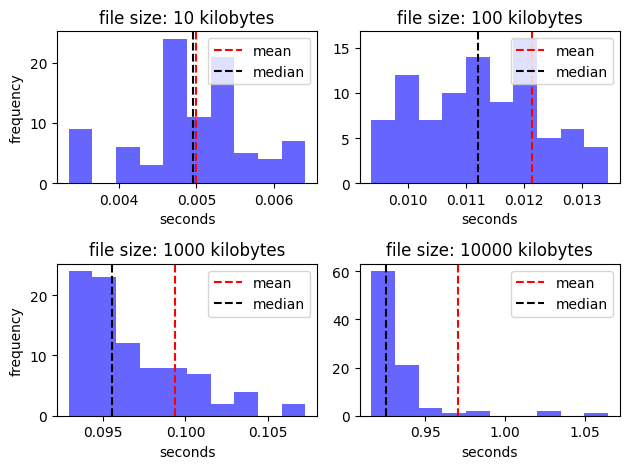 file size: 10 kilobytes
20
10
0
frequency
0.004
0.005
0.006
seconds
mean
median
file size: 100 kilobytes
15
10
5
0
0.010
0.011
0.012
0.013
seconds
mean
median
file size: 1000 kilobytes
20
10
0
frequency
0.095
0.100
0.105
seconds
mean
median
file size: 10000 kilobytes
60
40
20
0
0.95
1.00
1.05
seconds
mean
median